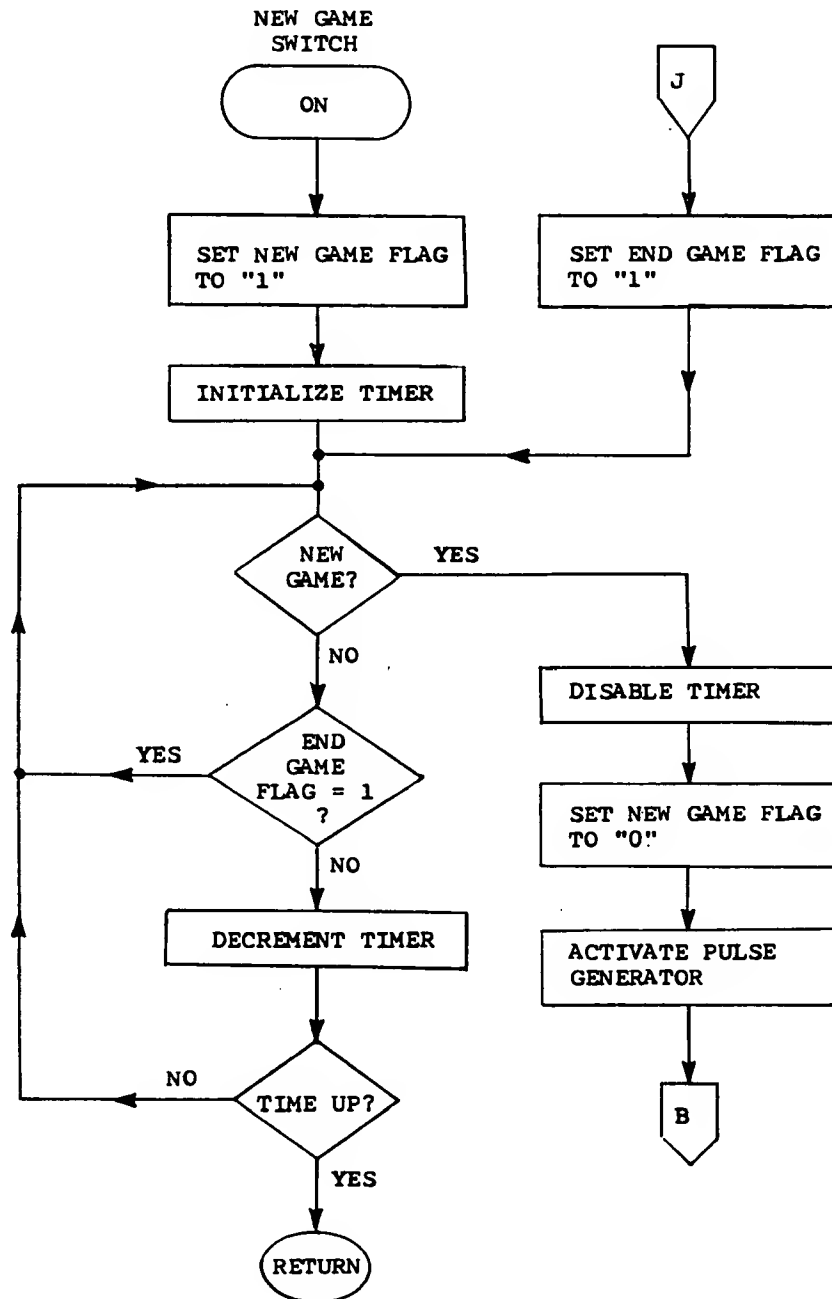 NEW GAME
SWITCH
ON
J
SET NEW GAME FLAG
TO "1"
SET END GAME FLAG
TO "1"
INITIALIZE TIMER
NEW
GAME?
YES
NO
DISABLE TIMER
END
GAME
FLAG = 1
?
YES
NO
SET NEW GAME FLAG
TO "0"
DECREMENT TIMER
ACTIVATE PULSE
GENERATOR
TIME UP?
NO
YES
B
RETURN